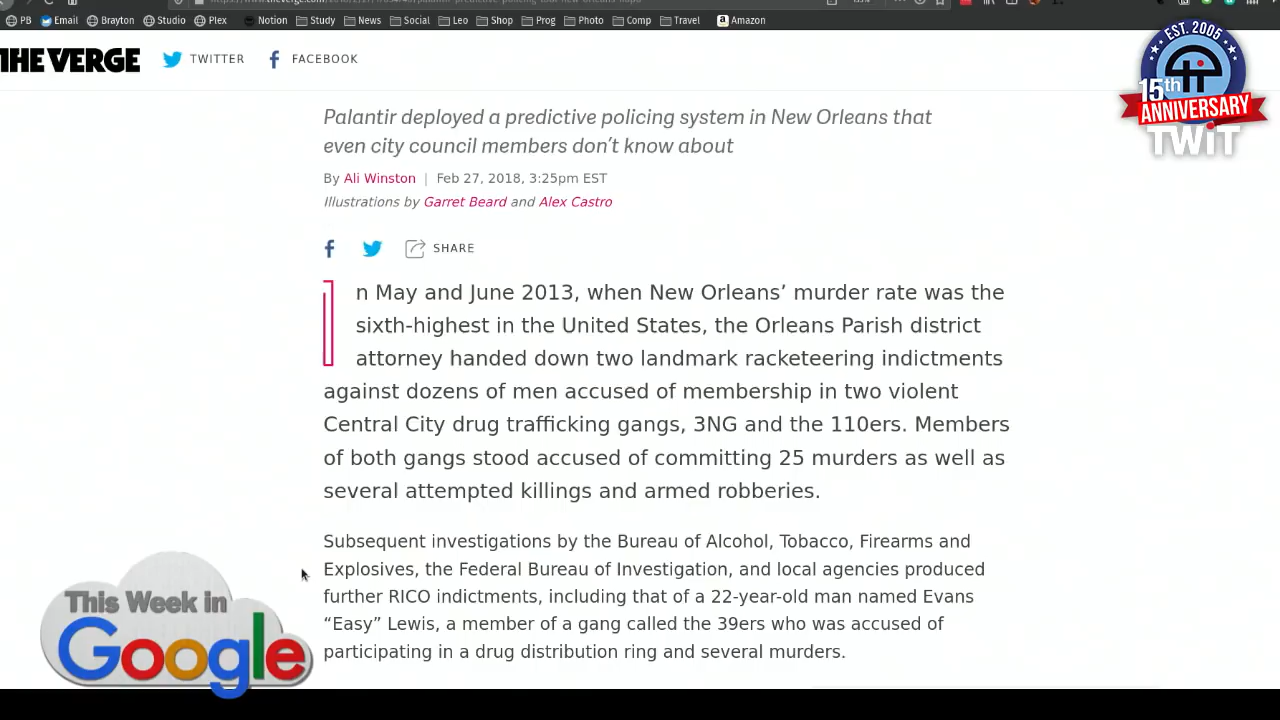 PB Email Brayton Studio Plex Notion Study News Social Leo Shop Prog Photo Comp Travel Amazon
THE VERGE TWITTER FACEBOOK
EST. 2005
15th
ANNIVERSARY
TWiT
Palantir deployed a predictive policing system in New Orleans that
even city council members don’t know about
By Ali Winston | Feb 27, 2018, 3:25pm EST
Illustrations by Garret Beard and Alex Castro
SHARE
In May and June 2013, when New Orleans’ murder rate was the
sixth-highest in the United States, the Orleans Parish district
attorney handed down two landmark racketeering indictments
against dozens of men accused of membership in two violent
Central City drug trafficking gangs, 3NG and the 110ers. Members
of both gangs stood accused of committing 25 murders as well as
several attempted killings and armed robberies.
Subsequent investigations by the Bureau of Alcohol, Tobacco, Firearms and
Explosives, the Federal Bureau of Investigation, and local agencies produced
further RICO indictments, including that of a 22-year-old man named Evans
“Easy” Lewis, a member of a gang called the 39ers who was accused of
participating in a drug distribution ring and several murders.
This Week in
Google